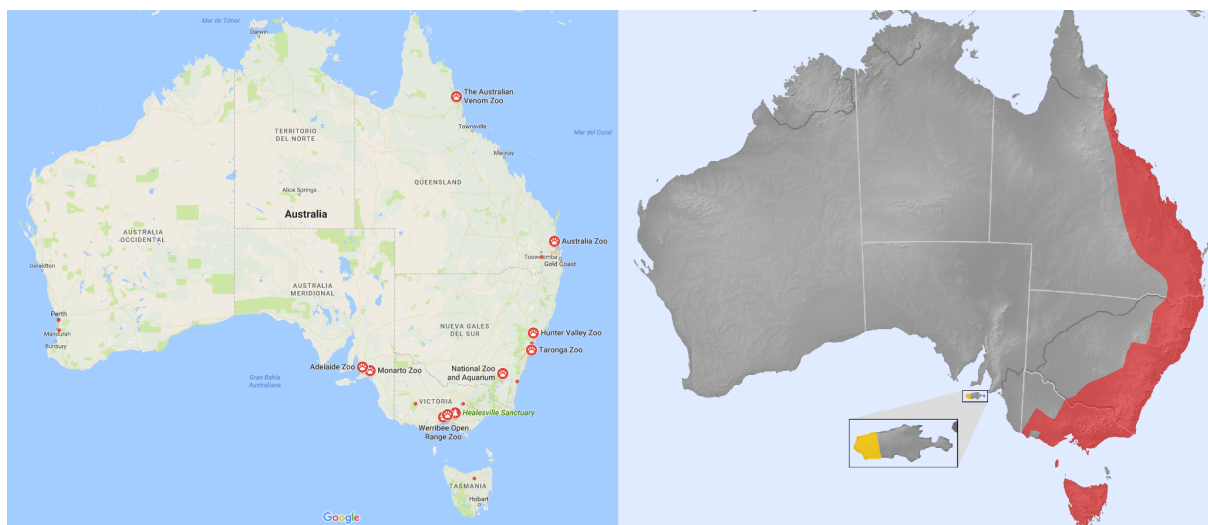 Mar de Timor
Darwin
The Australian
Venom Zoo
Townsville
Mar del Coral
TERRITORIO
DEL NORTE
Mackay
QUEENSLAND
Alice Springs
Australia
AUSTRALIA
OCCIDENTAL
Australia Zoo
Toowoomba
Gold Coast
Geraldton
AUSTRALIA
MERIDIONAL
Perth
Mandurah
Bunbury
NUEVA GALES
DEL SUR
Hunter Valley Zoo
Taronga Zoo
Adelaide Zoo
Monarto Zoo
National Zoo
and Aquarium
Gran Bahía
Australiana
VICTORIA
Healesville Sanctuary
Werribee Open
Range Zoo
TASMANIA
Hobart
Google